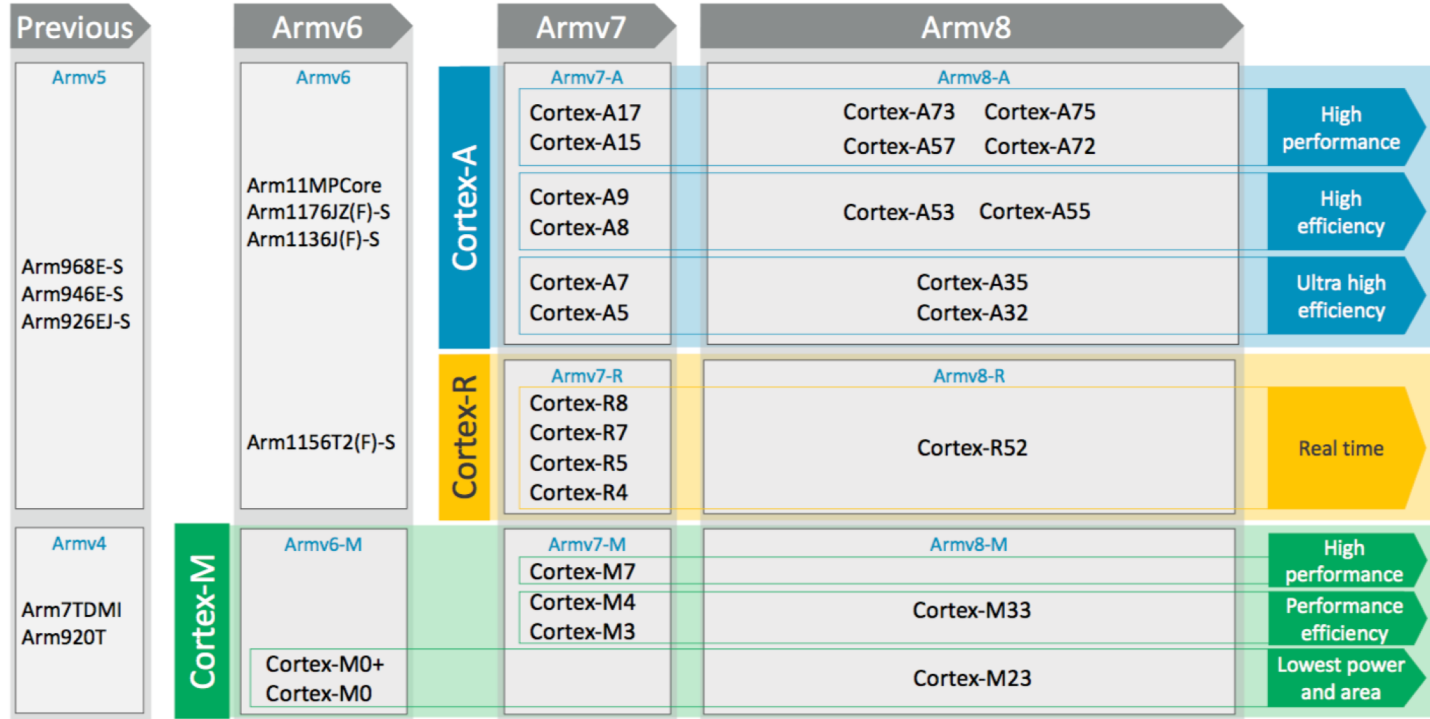 Previous
Armv6
Armv7
Armv8
Armv5
Arm968E-S
Arm946E-S
Arm926EJ-S
Armv4
Arm7TDMI
Arm920T
Armv6
Arm11MPCore
Arm1176JZ(F)-S
Arm1136J(F)-S
Arm1156T2(F)-S
Cortex-A
Armv7-A
Armv8-A
Cortex-A17
Cortex-A15
Cortex-A73 Cortex-A75
Cortex-A57 Cortex-A72
High
performance
Cortex-A9
Cortex-A8
Cortex-A53 Cortex-A55
High
efficiency
Cortex-A7
Cortex-A5
Cortex-A35
Cortex-A32
Ultra high
efficiency
Cortex-R
Armv7-R
Armv8-R
Cortex-R8
Cortex-R7
Cortex-R5
Cortex-R4
Cortex-R52
Real time
Cortex-M
Armv6-M
Armv7-M
Armv8-M
Cortex-M7
High
performance
Cortex-M4
Cortex-M3
Cortex-M33
Performance
efficiency
Cortex-M0+
Cortex-M0
Cortex-M23
Lowest power
and area